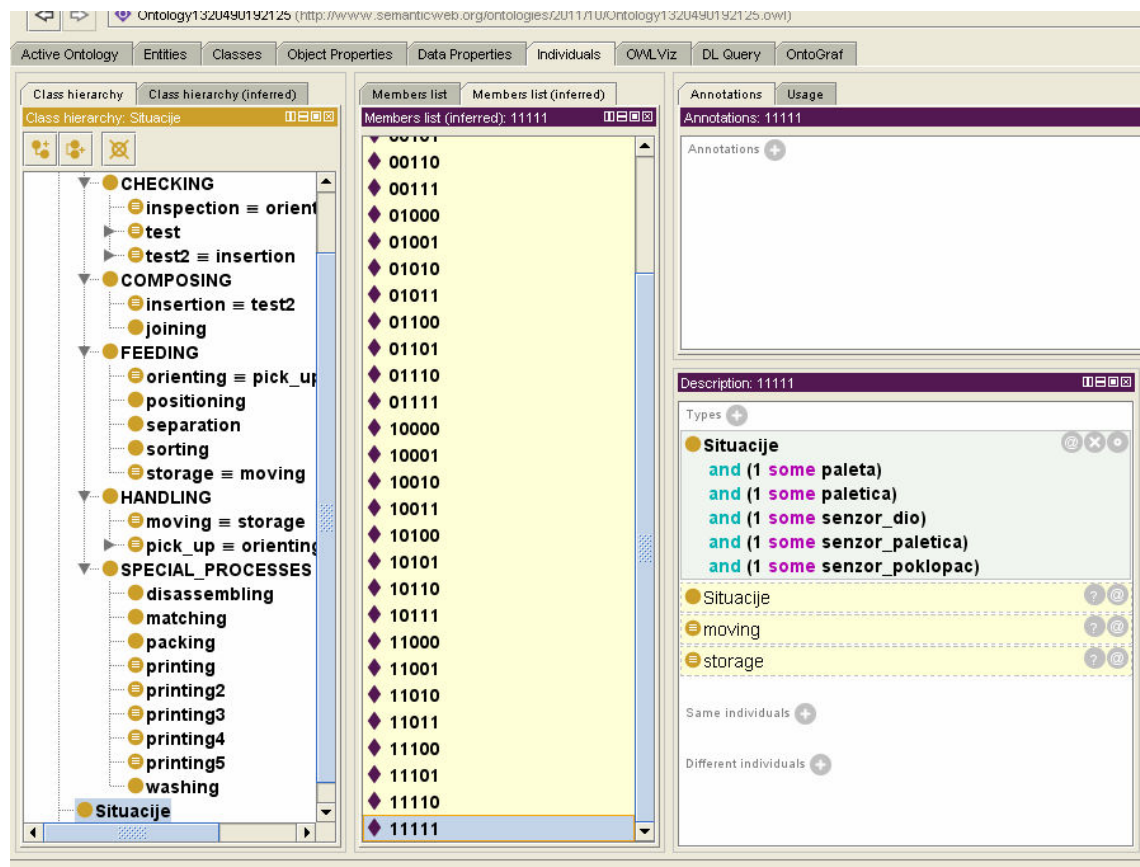 Ontology1320490192125 (http://www.semanticweb.org/ontologies/2011/10/Ontology1320490192125.owl)
Active Ontology Entities Classes Object Properties Data Properties Individuals OWLViz DL Query OntoGraf
Class hierarchy Class hierarchy (inferred)
Class hierarchy: Situacije
CHECKING
inspection ≡ orient
test
test2 ≡ insertion
COMPOSING
insertion ≡ test2
joining
FEEDING
orienting ≡ pick_up
positioning
separation
sorting
storage ≡ moving
HANDLING
moving ≡ storage
pick_up ≡ orienting
SPECIAL_PROCESSES
disassembling
matching
packing
printing
printing2
printing3
printing4
printing5
washing
Situacije
Members list Members list (inferred)
Members list (inferred): 11111
00101
00110
00111
01000
01001
01010
01011
01100
01101
01110
01111
10000
10001
10010
10011
10100
10101
10110
10111
11000
11001
11010
11011
11100
11101
11110
11111
Annotations Usage
Annotations: 11111
Annotations
Description: 11111
Types
Situacije
and (1 some paleta)
and (1 some paletica)
and (1 some senzor_dio)
and (1 some senzor_paletica)
and (1 some senzor_poklopac)
Situacije
moving
storage
Same individuals
Different individuals